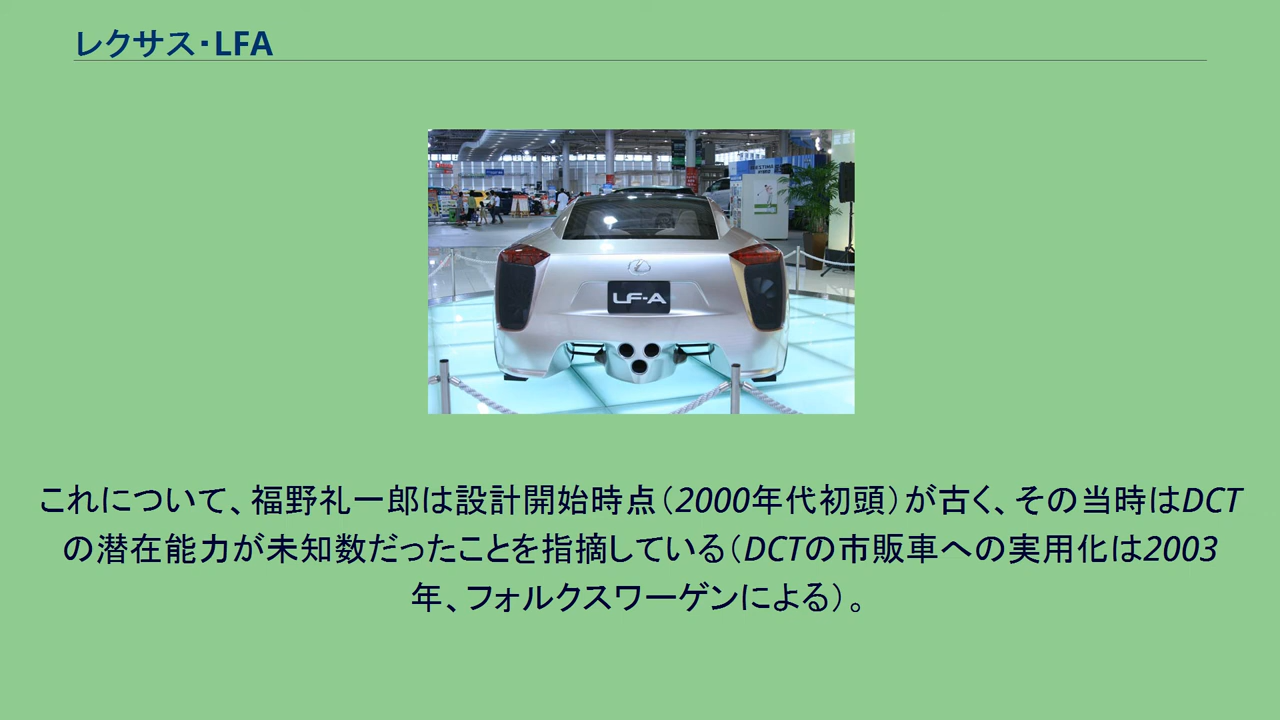 レクサス・LFA
LF-A
これについて、福野礼一郎は設計開始時点（2000年代初頭）が古く、その当時はDCT
の潜在能力が未知数だったことを指摘している（DCTの市販車への実用化は2003
年、フォルクスワーゲンによる）。